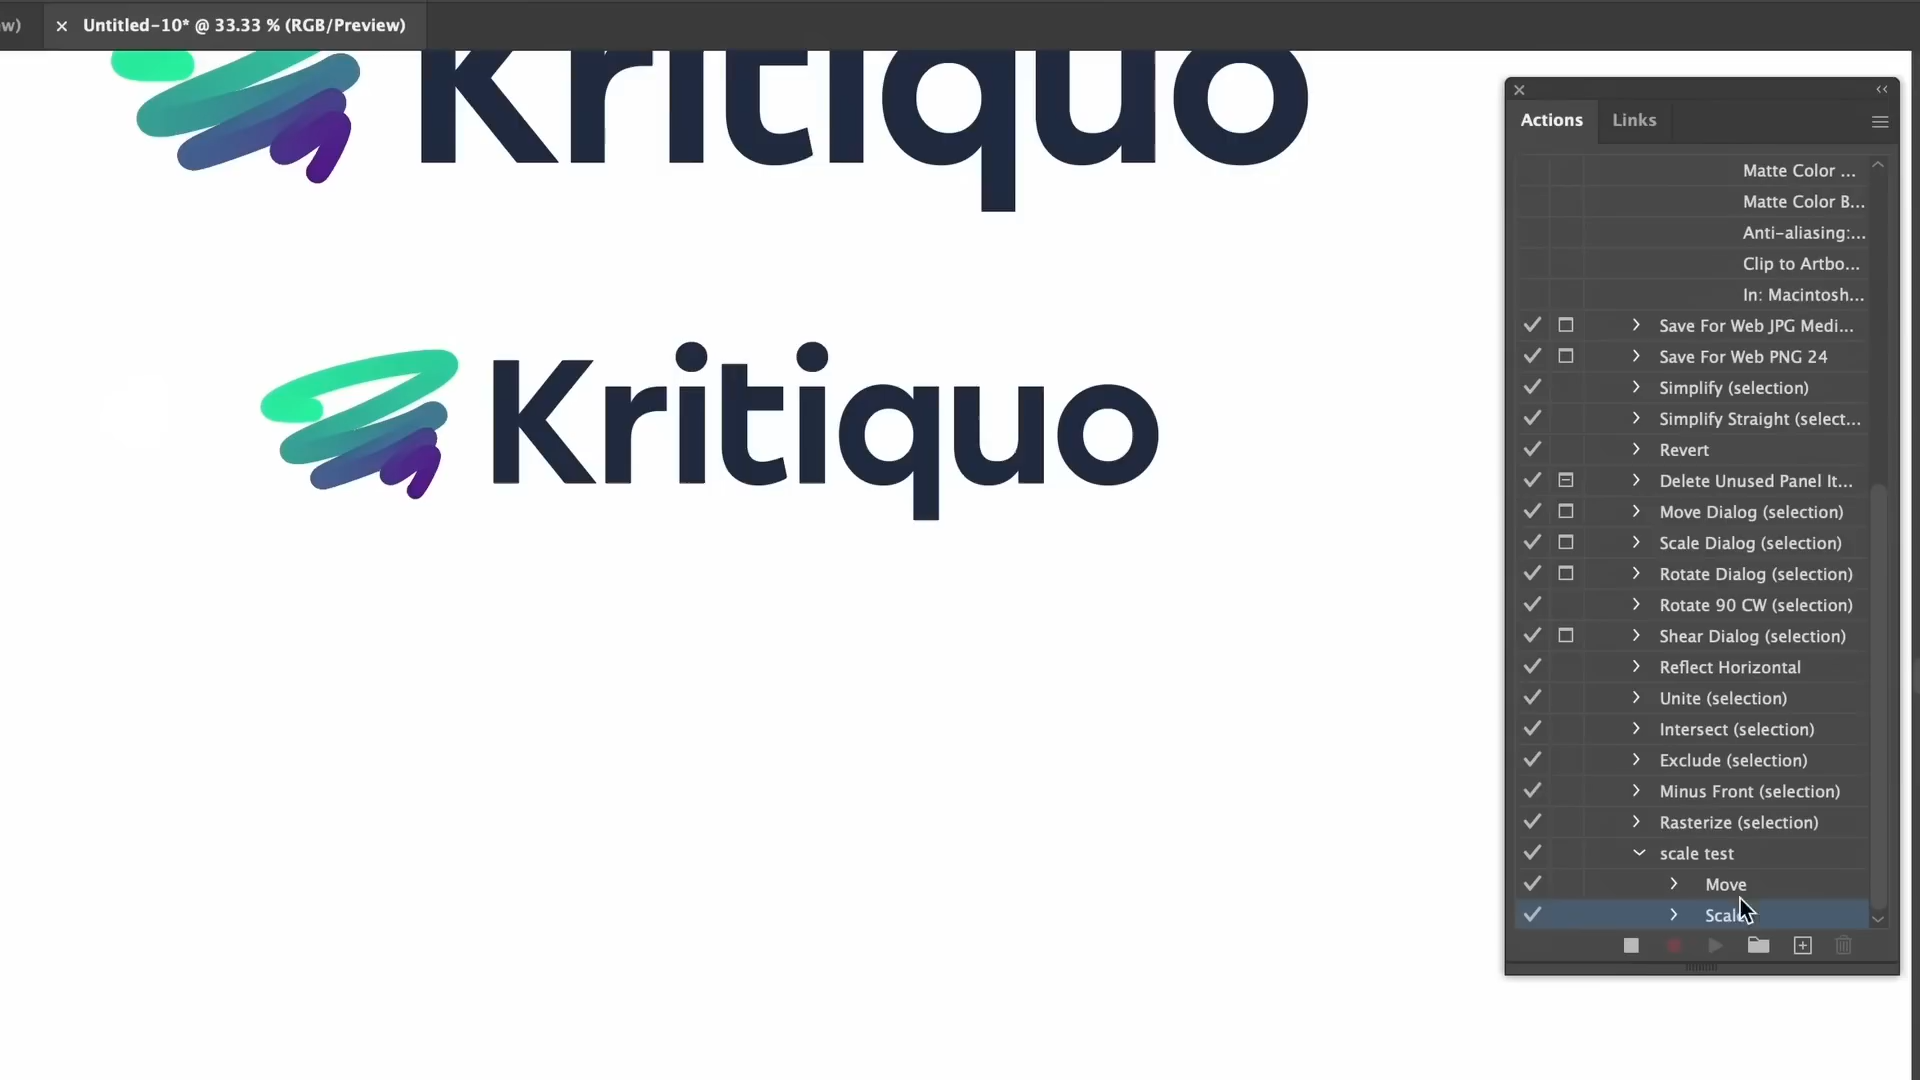 w)
× Untitled-10* @ 33.33 % (RGB/Preview)
Kritiquo
Kritiquo
Actions
Links
Matte Color ...
Matte Color B...
Anti-aliasing:...
Clip to Artbo...
In: Macintosh...
Save For Web JPG Medi...
Save For Web PNG 24
Simplify (selection)
Simplify Straight (select...
Revert
Delete Unused Panel It...
Move Dialog (selection)
Scale Dialog (selection)
Rotate Dialog (selection)
Rotate 90 CW (selection)
Shear Dialog (selection)
Reflect Horizontal
Unite (selection)
Intersect (selection)
Exclude (selection)
Minus Front (selection)
Rasterize (selection)
scale test
Move
Scale